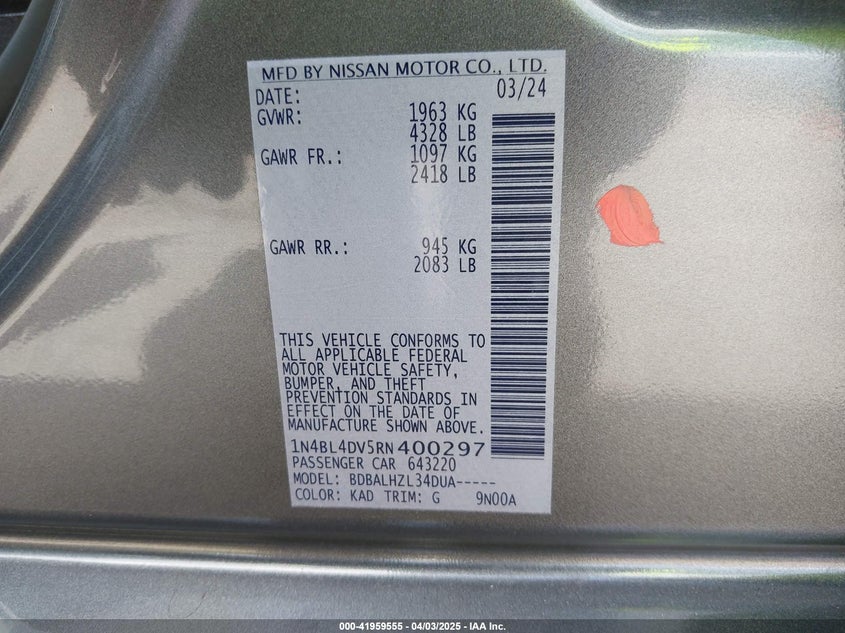 MFD BY NISSAN MOTOR CO., LTD.
DATE: 03/24
GVWR: 1963 KG
4328 LB
GAWR FR.: 1097 KG
2418 LB
GAWR RR.: 945 KG
2083 LB
THIS VEHICLE CONFORMS TO
ALL APPLICABLE FEDERAL
MOTOR VEHICLE SAFETY,
BUMPER, AND THEFT
PREVENTION STANDARDS IN
EFFECT ON THE DATE OF
MANUFACTURE SHOWN ABOVE.
1N4BL4DV5RN400297
PASSENGER CAR 643220
MODEL: BDBALHZL34DUA-----
COLOR: KAD TRIM: G 9N00A
000-41959555 - 04/03/2025 - IAA Inc.